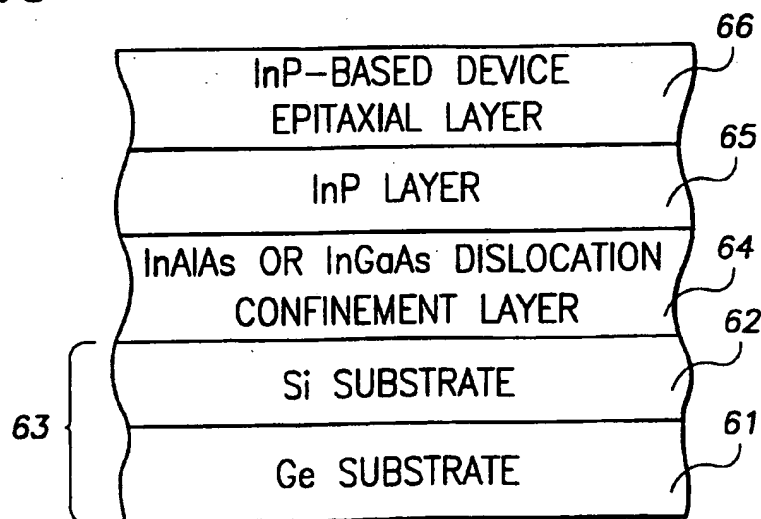 66
InP-BASED DEVICE
EPITAXIAL LAYER
65
InP LAYER
64
InAlAs OR InGaAs DISLOCATION
CONFINEMENT LAYER
62
Si SUBSTRATE
63
61
Ge SUBSTRATE